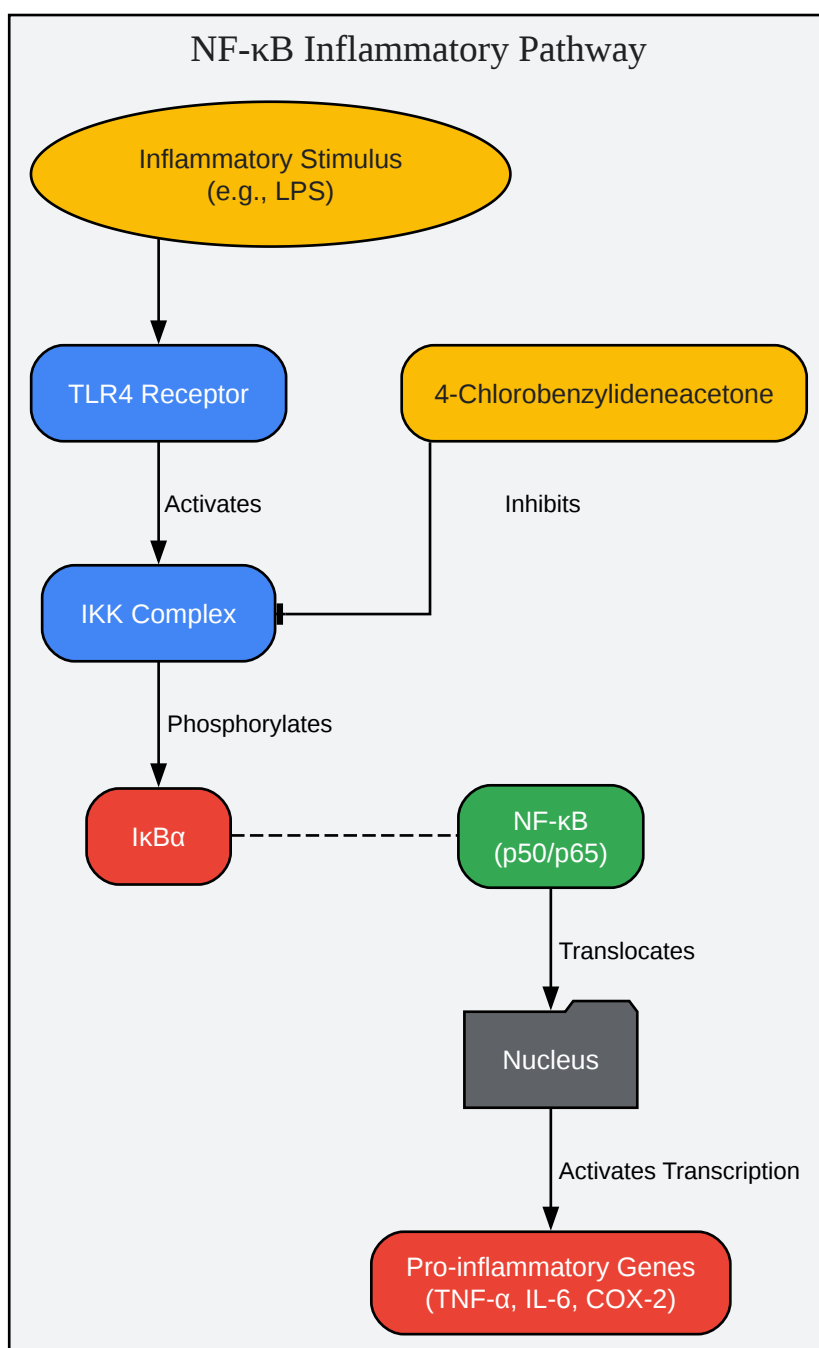 NF-κB Inflammatory Pathway
Inflammatory Stimulus
(e.g., LPS)
TLR4 Receptor
4-Chlorobenzylideneacetone
Activates
Inhibits
IKK Complex
Phosphorylates
IκBα
NF-κB
(p50/p65)
Translocates
Nucleus
Activates Transcription
Pro-inflammatory Genes
(TNF-α, IL-6, COX-2)